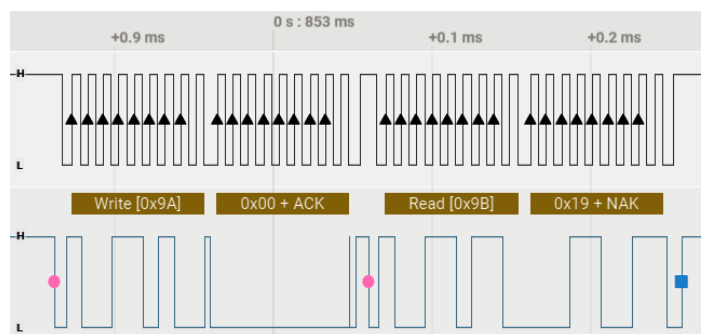 0 s : 853 ms
+0.9 ms
+0.1 ms
+0.2 ms
H
L
Write [0x9A]
0x00 + ACK
Read [0x9B]
0x19 + NAK
H
L